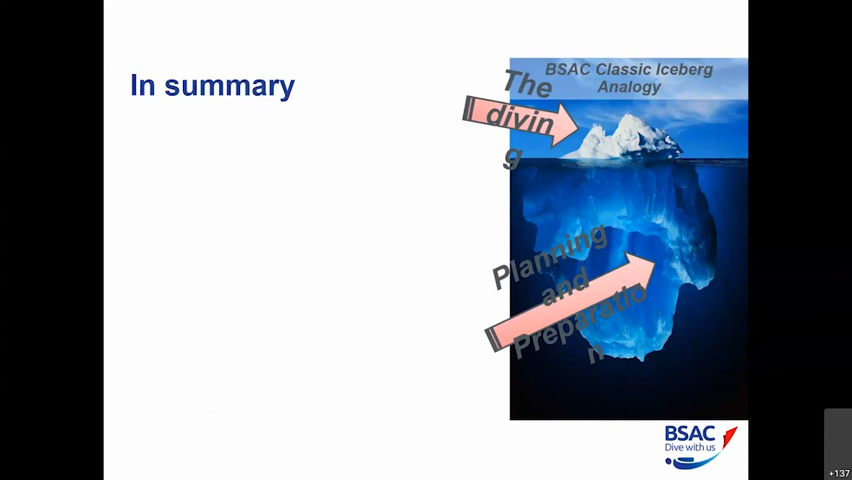 In summary
BSAC Classic Iceberg
Analogy
The
divin
g
Planning
and
Preparatio
n
BSAC
Dive with us
+137